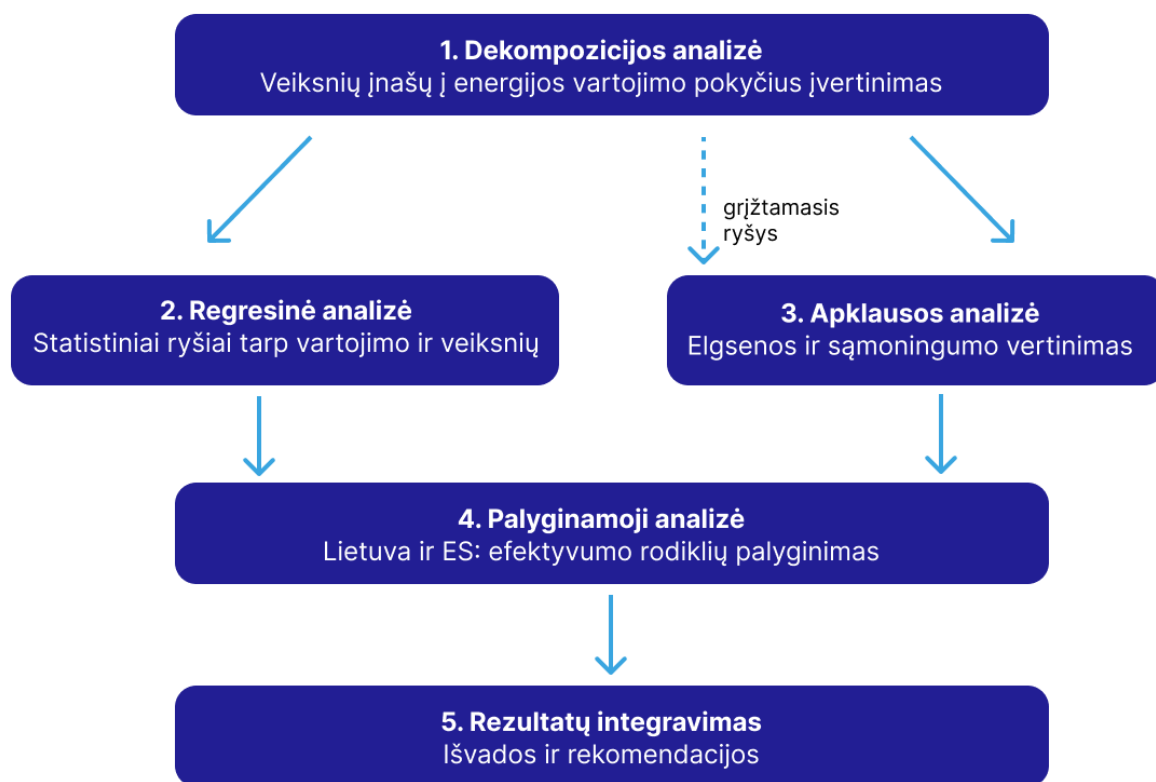 1. Dekompozicijos analizė
Veiksnių įnašų į energijos vartojimo pokyčius įvertinimas
grįžtamasis
ryšys
2. Regresinė analizė
Statistiniai ryšiai tarp vartojimo ir veiksnių
3. Apklausos analizė
Elgsenos ir sąmoningumo vertinimas
4. Palyginamoji analizė
Lietuva ir ES: efektyvumo rodiklių palyginimas
5. Rezultatų integravimas
Išvados ir rekomendacijos